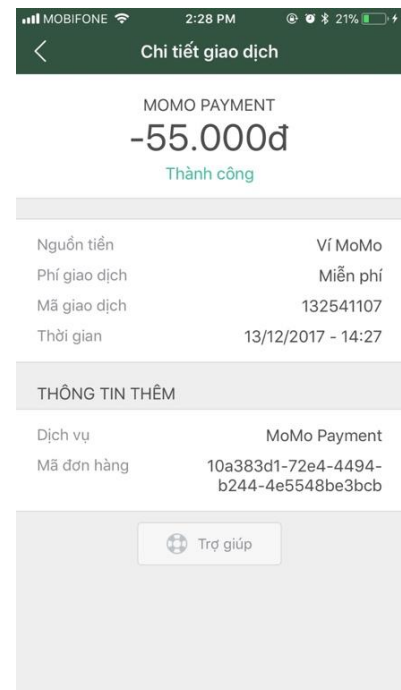 MOBIFONE 2:28 PM 21%
Chi tiết giao dịch
MOMO PAYMENT
-55.000đ
Thành công
Nguồn tiền Ví MoMo
Phí giao dịch Miễn phí
Mã giao dịch 132541107
Thời gian 13/12/2017 - 14:27
THÔNG TIN THÊM
Dịch vụ MoMo Payment
Mã đơn hàng 10a383d1-72e4-4494-
b244-4e5548be3bcb
Trợ giúp